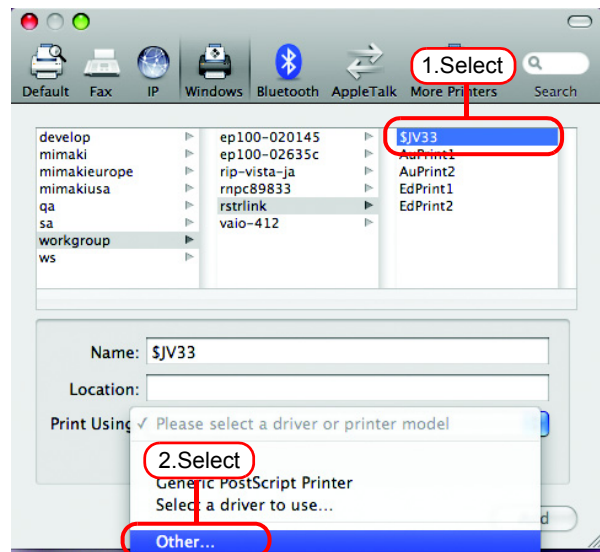 1.Select
Default Fax IP Windows Bluetooth AppleTalk More Printers Search
develop
mimaki
mimakieurope
mimakiusa
qa
sa
workgroup
ws
ep100-020145
ep100-02635c
rip-vista-ja
rnpc89833
rstrlink
vaio-412
$JV33
AuPrint1
AuPrint2
EdPrint1
EdPrint2
Name: $JV33
Location:
Print Using ✓ Please select a driver or printer model
2.Select
Generic PostScript Printer
Select a driver to use...
Other...